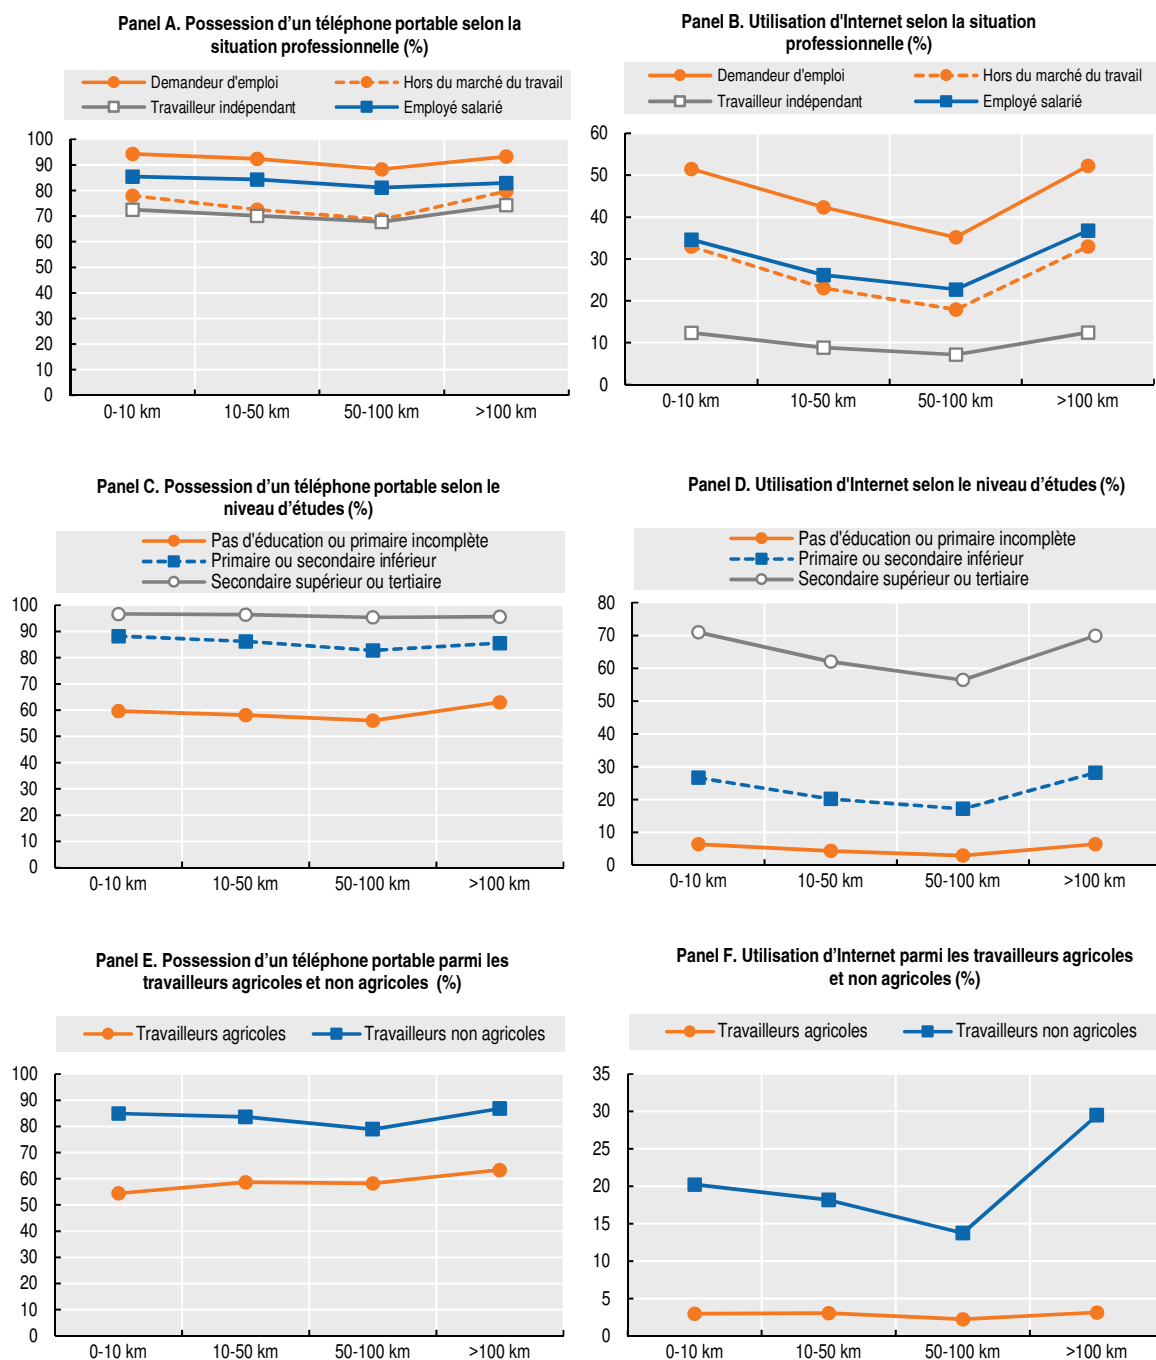 Panel A. Possession d’un téléphone portable selon la
situation professionnelle (%)
Demandeur d'emploi
Hors du marché du travail
Travailleur indépendant
Employé salarié
100
90
80
70
60
50
40
30
20
10
0
0-10 km
10-50 km
50-100 km
>100 km
Panel B. Utilisation d'Internet selon la situation
professionnelle (%)
Demandeur d'emploi
Hors du marché du travail
Travailleur indépendant
Employé salarié
60
50
40
30
20
10
0
0-10 km
10-50 km
50-100 km
>100 km
Panel C. Possession d’un téléphone portable selon le
niveau d’études (%)
Pas d'éducation ou primaire incomplète
Primaire ou secondaire inférieur
Secondaire supérieur ou tertiaire
100
90
80
70
60
50
40
30
20
10
0
0-10 km
10-50 km
50-100 km
>100 km
Panel D. Utilisation d'Internet selon le niveau d’études (%)
Pas d'éducation ou primaire incomplète
Primaire ou secondaire inférieur
Secondaire supérieur ou tertiaire
80
70
60
50
40
30
20
10
0
0-10 km
10-50 km
50-100 km
>100 km
Panel E. Possession d’un téléphone portable parmi les
travailleurs agricoles et non agricoles (%)
Travailleurs agricoles
Travailleurs non agricoles
100
90
80
70
60
50
40
30
20
10
0
0-10 km
10-50 km
50-100 km
>100 km
Panel F. Utilisation d’Internet parmi les travailleurs agricoles
et non agricoles (%)
Travailleurs agricoles
Travailleurs non agricoles
35
30
25
20
15
10
5
0
0-10 km
10-50 km
50-100 km
>100 km